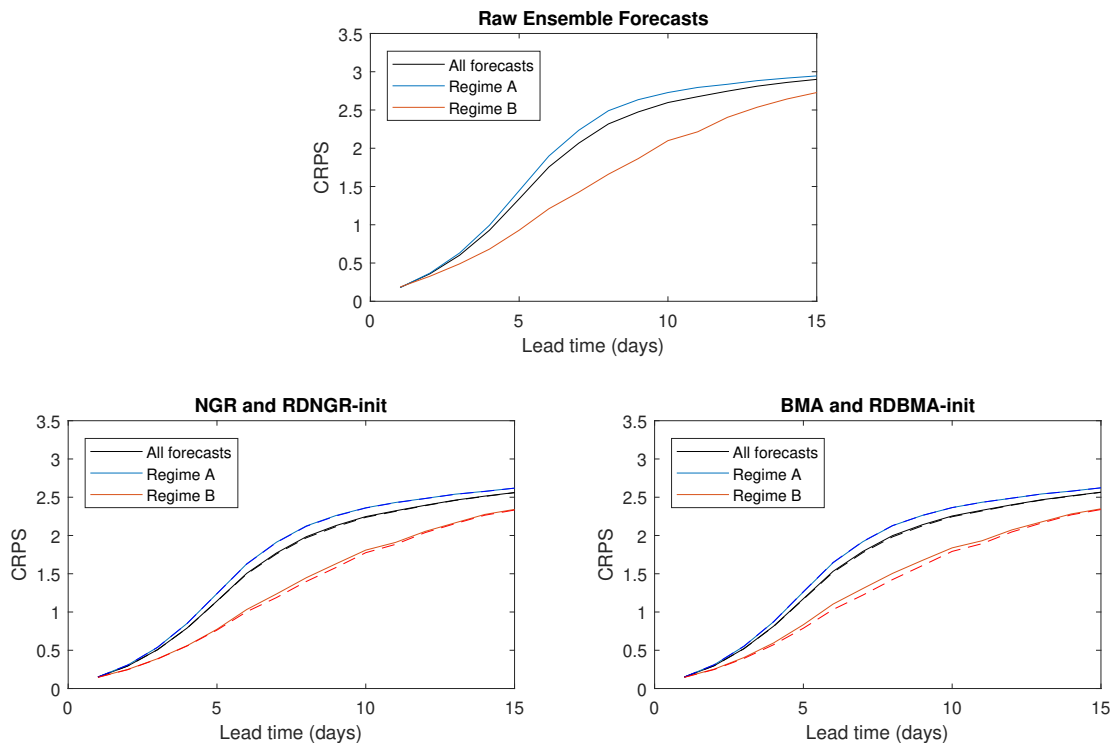 Raw Ensemble Forecasts
3.5
3
2.5
2
1.5
1
0.5
0
CRPS
All forecasts
Regime A
Regime B
0 5 10 15
Lead time (days)
NGR and RDNGR-init
3.5
3
2.5
2
1.5
1
0.5
0
CRPS
All forecasts
Regime A
Regime B
0 5 10 15
Lead time (days)
BMA and RDBMA-init
3.5
3
2.5
2
1.5
1
0.5
0
CRPS
All forecasts
Regime A
Regime B
0 5 10 15
Lead time (days)